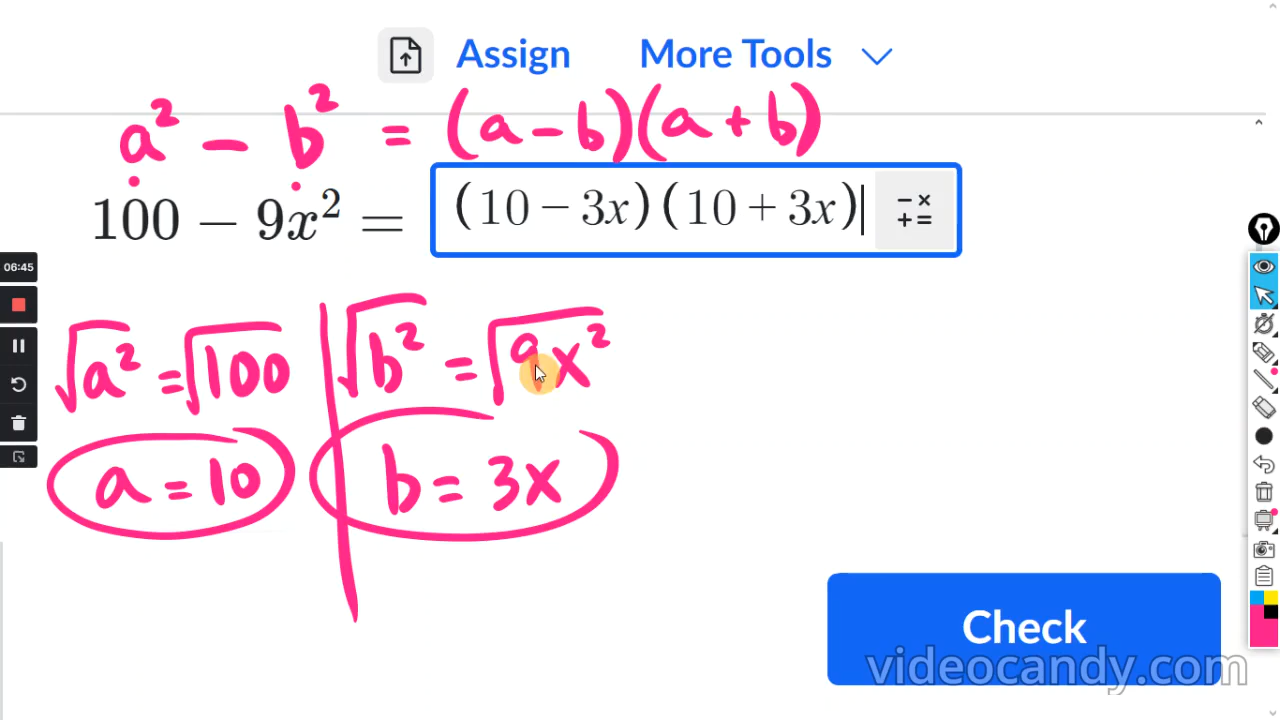 Assign More Tools
a² - b² = (a - b)(a + b)
100 − 9x² = (10 − 3x)(10 + 3x)
− ×
+ =
06:45
√a² = √100 √b² = √9x²
a = 10 b = 3x
Check
videocandy.com